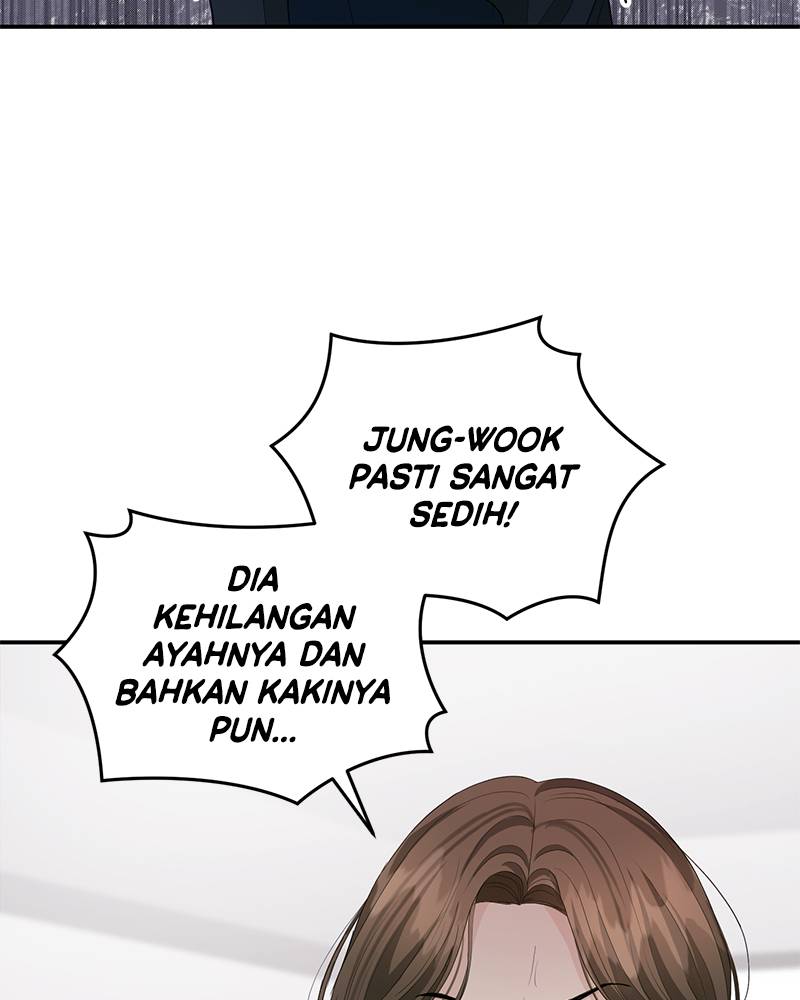 JUNG-WOOK
PASTI SANGAT
SEDIH!
DIA
KEHILANGAN
AYAHNYA DAN
BAHKAN KAKINYA
PUN...